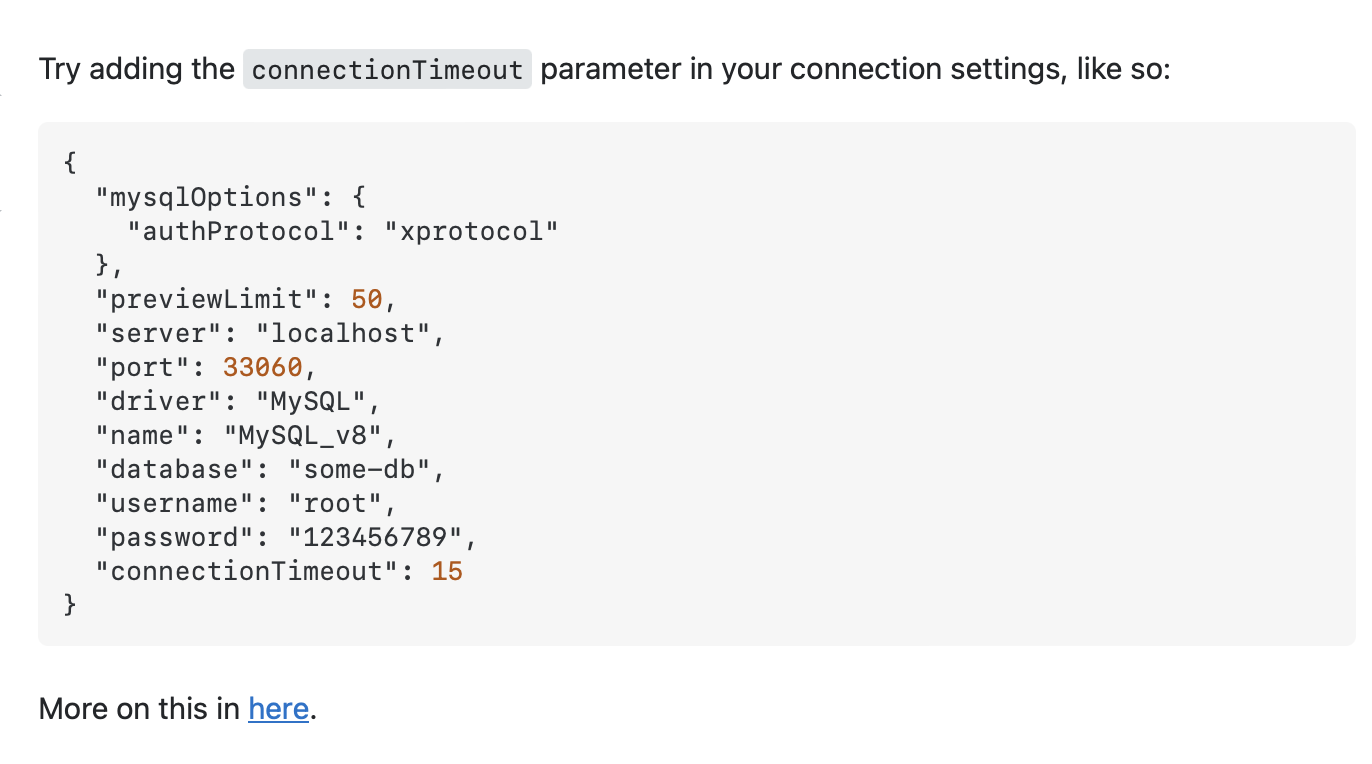 Try adding the connectionTimeout parameter in your connection settings, like so:
{
  "mysqlOptions": {
    "authProtocol": "xprotocol"
  },
  "previewLimit": 50,
  "server": "localhost",
  "port": 33060,
  "driver": "MySQL",
  "name": "MySQL_v8",
  "database": "some-db",
  "username": "root",
  "password": "123456789",
  "connectionTimeout": 15
}
More on this in here.